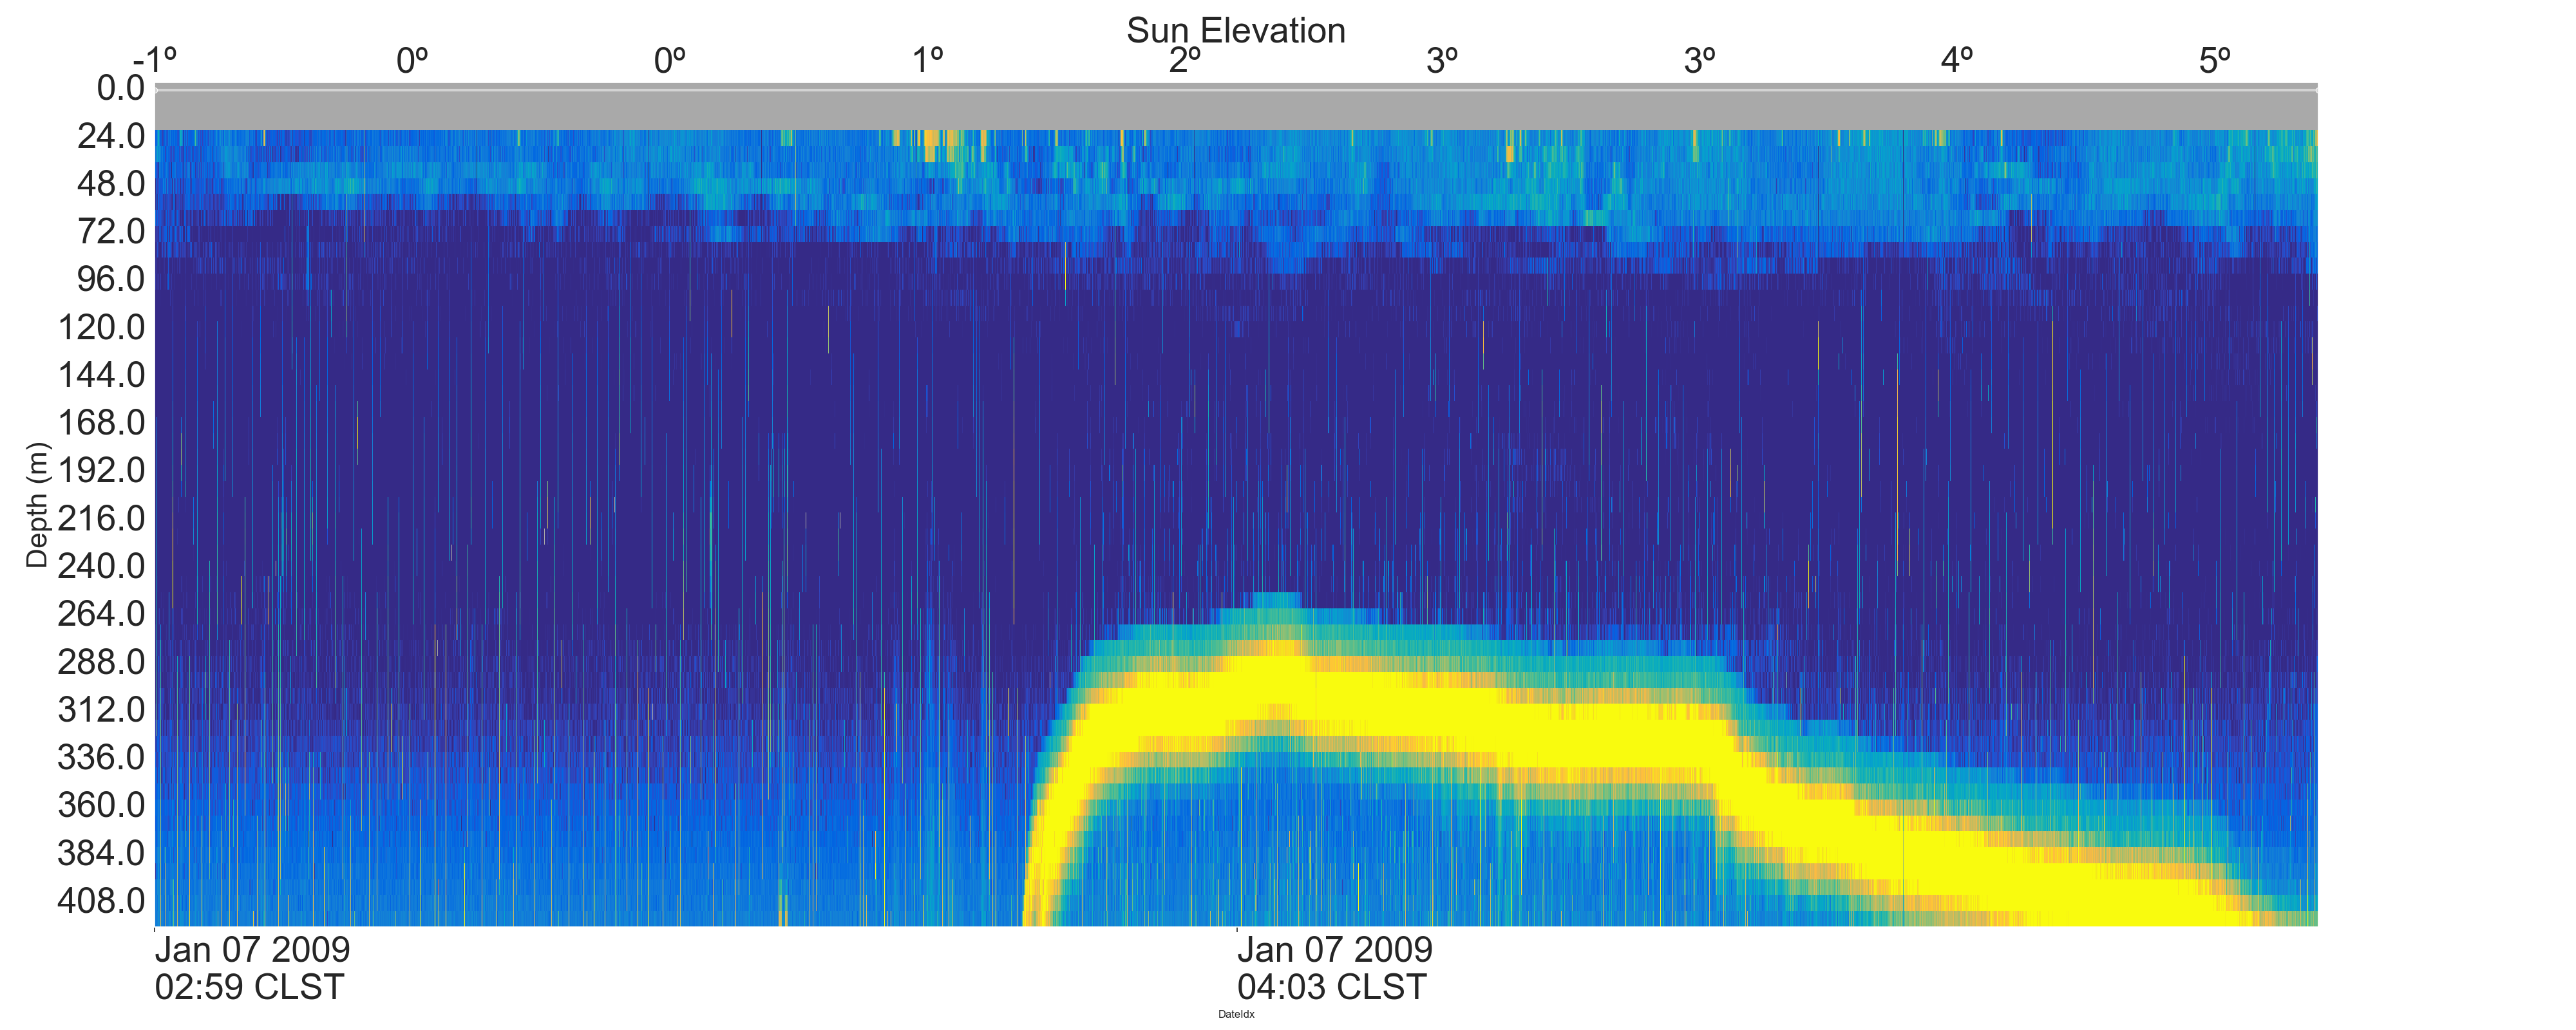 Sun Elevation
-1º 0º 0º 1º 2º 3º 3º 4º 5º
0.0
24.0
48.0
72.0
96.0
120.0
144.0
168.0
192.0
216.0
240.0
264.0
288.0
312.0
336.0
360.0
384.0
408.0
Depth (m)
Jan 07 2009
02:59 CLST
Jan 07 2009
04:03 CLST
DateIdx